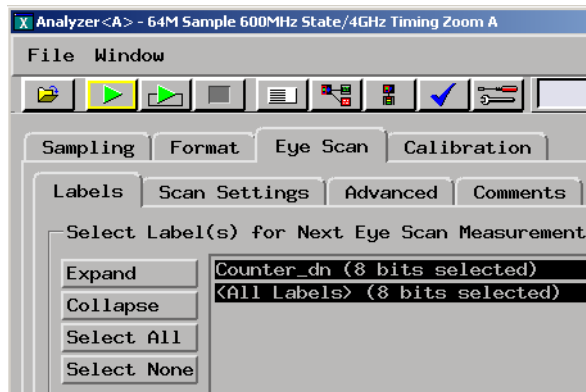 Analyzer<A> - 64M Sample 600MHz State/4GHz Timing Zoom A
File Window
Sampling Format Eye Scan Calibration
Labels Scan Settings Advanced Comments
Select Label(s) for Next Eye Scan Measurement
Expand
Collapse
Select All
Select None
Counter_dn (8 bits selected)
<All Labels> (8 bits selected)